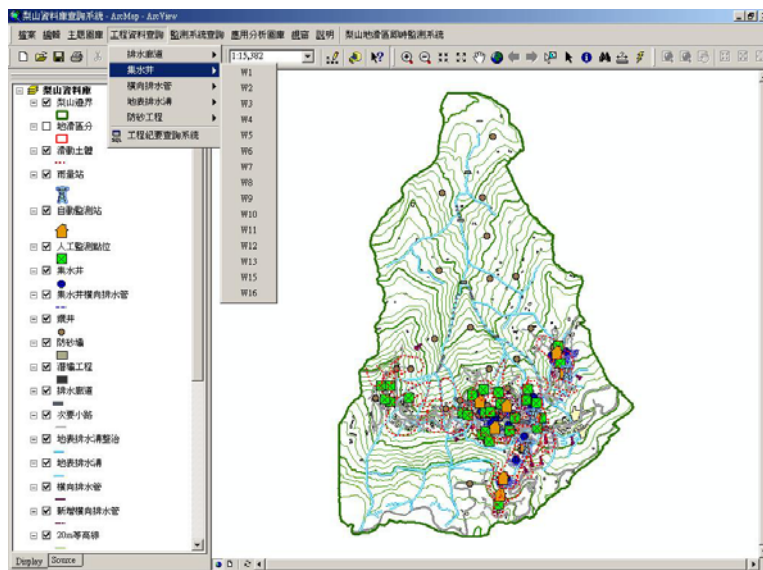 梨山資料庫查詢系統 - ArcMap - ArcView
檔案 編輯 主題圖庫 工程資料查詢 監測系統查詢 應用分析圖庫 視窗 說明 梨山地滑區即時監測系統
1:15,382
排水廊道
集水井
橫向排水管
地表排水溝
防砂工程
工程紀要查詢系統
W1
W2
W3
W4
W5
W6
W7
W8
W9
W10
W11
W12
W13
W15
W16
梨山資料庫
梨山邊界
地滑區分
滑動土體
雨量站
自動監測站
人工監測點位
集水井
集水井橫向排水管
鑽井
防砂壩
潛壩工程
排水廊道
次要小路
地表排水溝整治
地表排水溝
橫向排水管
新增橫向排水管
20m等高線
Display Source